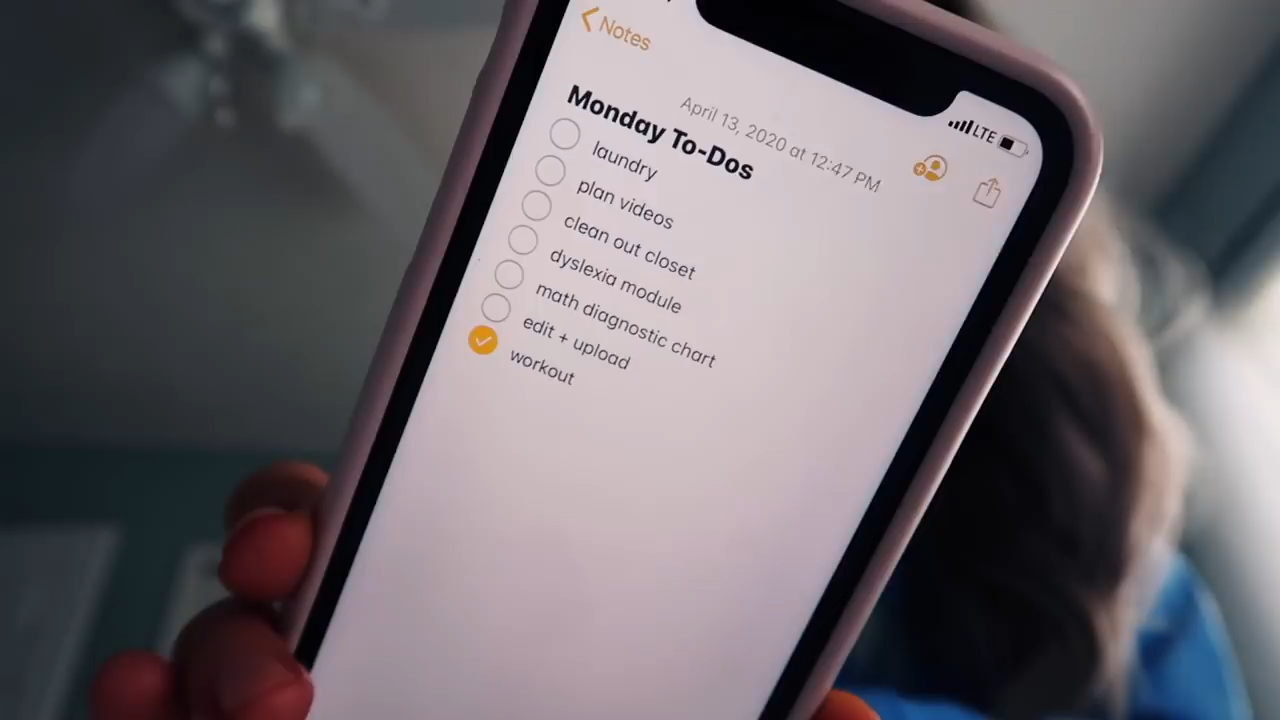 Notes
LTE
April 13, 2020 at 12:47 PM
Monday To-Dos
laundry
plan videos
clean out closet
dyslexia module
math diagnostic chart
edit + upload
workout